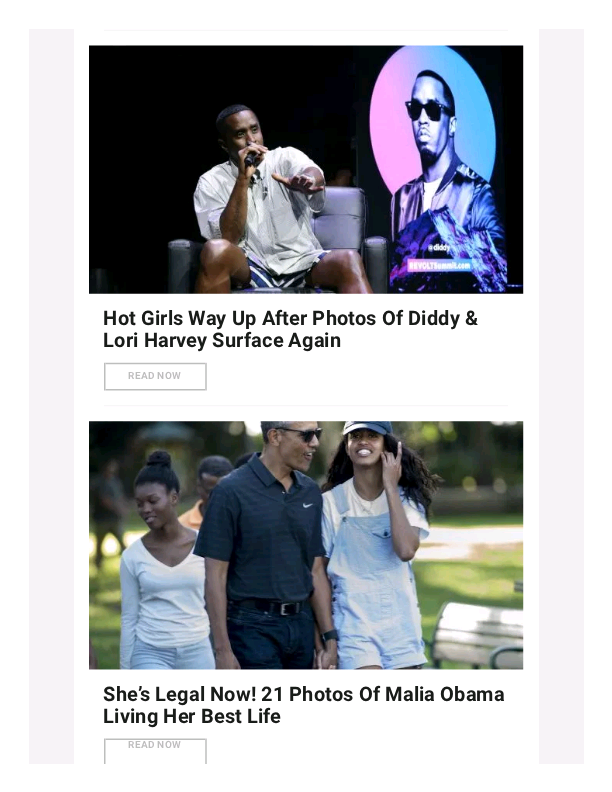 @diddy
REVOLTSummit.com
Hot Girls Way Up After Photos Of Diddy &
Lori Harvey Surface Again
READ NOW
She’s Legal Now! 21 Photos Of Malia Obama
Living Her Best Life
READ NOW